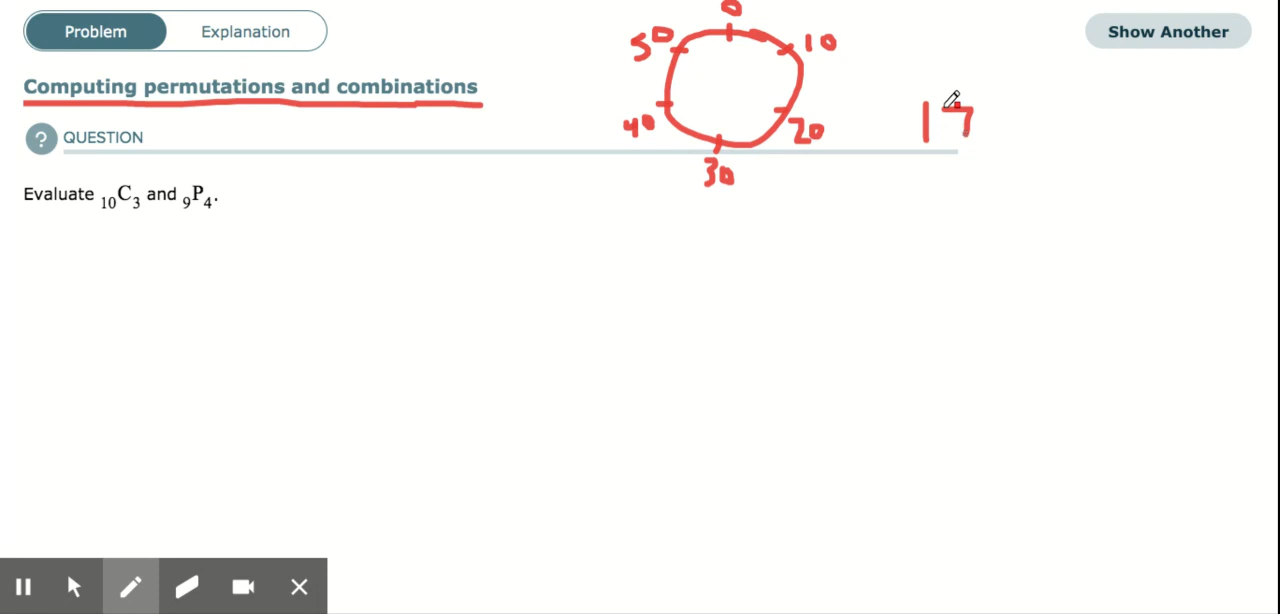 Problem Explanation Show Another
0
50 10
40 20
30
17
Computing permutations and combinations
? QUESTION
Evaluate ₁₀C₃ and ₉P₄.